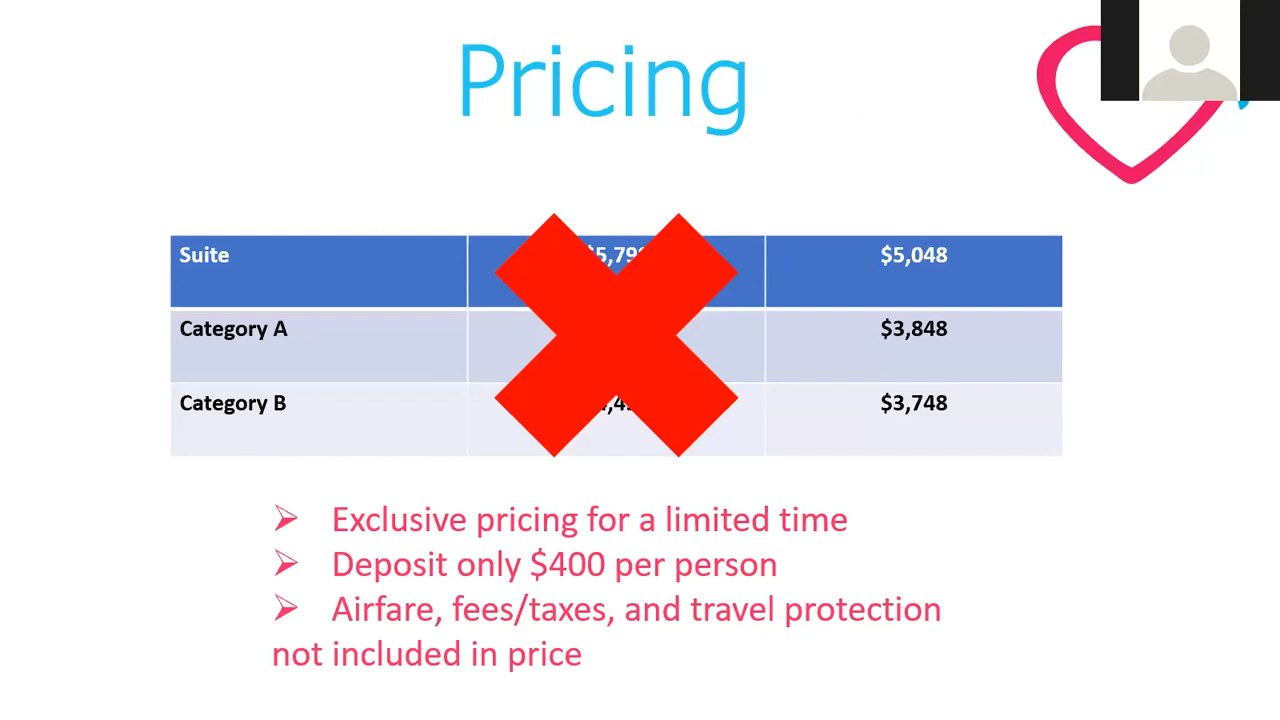 Pricing
Suite $5,048
Category A $3,848
Category B $3,748
➢ Exclusive pricing for a limited time
➢ Deposit only $400 per person
➢ Airfare, fees/taxes, and travel protection
not included in price